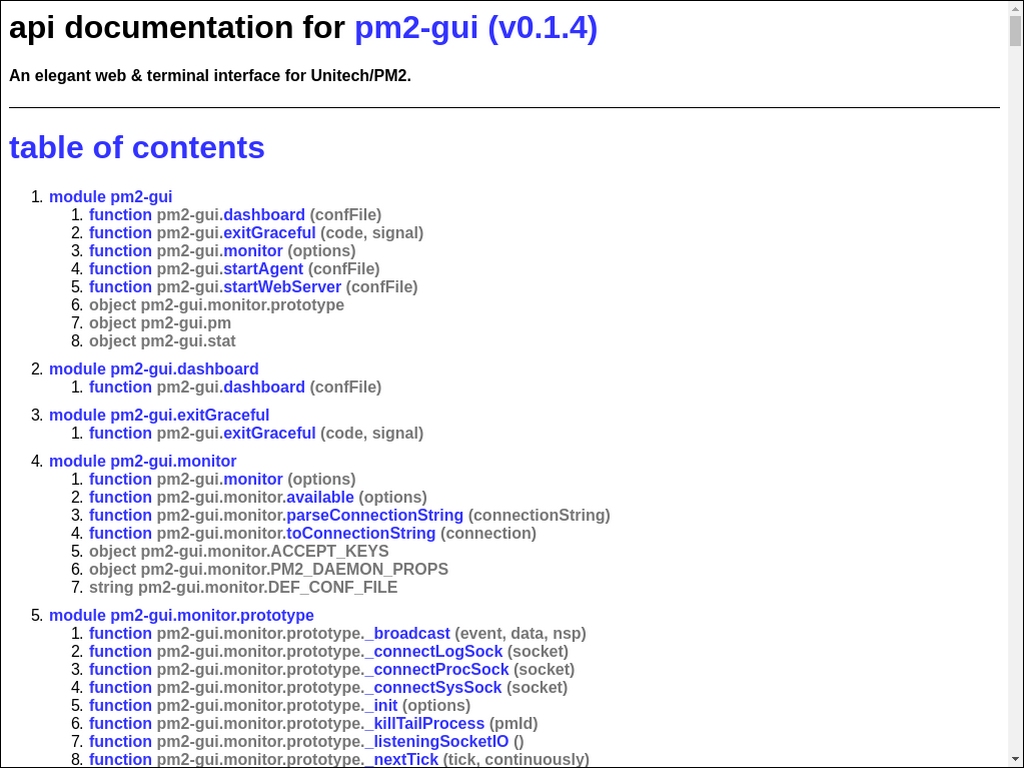 api documentation for pm2-gui (v0.1.4)
An elegant web & terminal interface for Unitech/PM2.
table of contents
1. module pm2-gui
1. function pm2-gui.dashboard (confFile)
2. function pm2-gui.exitGraceful (code, signal)
3. function pm2-gui.monitor (options)
4. function pm2-gui.startAgent (confFile)
5. function pm2-gui.startWebServer (confFile)
6. object pm2-gui.monitor.prototype
7. object pm2-gui.pm
8. object pm2-gui.stat
2. module pm2-gui.dashboard
1. function pm2-gui.dashboard (confFile)
3. module pm2-gui.exitGraceful
1. function pm2-gui.exitGraceful (code, signal)
4. module pm2-gui.monitor
1. function pm2-gui.monitor (options)
2. function pm2-gui.monitor.available (options)
3. function pm2-gui.monitor.parseConnectionString (connectionString)
4. function pm2-gui.monitor.toConnectionString (connection)
5. object pm2-gui.monitor.ACCEPT_KEYS
6. object pm2-gui.monitor.PM2_DAEMON_PROPS
7. string pm2-gui.monitor.DEF_CONF_FILE
5. module pm2-gui.monitor.prototype
1. function pm2-gui.monitor.prototype._broadcast (event, data, nsp)
2. function pm2-gui.monitor.prototype._connectLogSock (socket)
3. function pm2-gui.monitor.prototype._connectProcSock (socket)
4. function pm2-gui.monitor.prototype._connectSysSock (socket)
5. function pm2-gui.monitor.prototype._init (options)
6. function pm2-gui.monitor.prototype._killTailProcess (pmId)
7. function pm2-gui.monitor.prototype._listeningSocketIO ()
8. function pm2-gui.monitor.prototype._nextTick (tick, continuously)